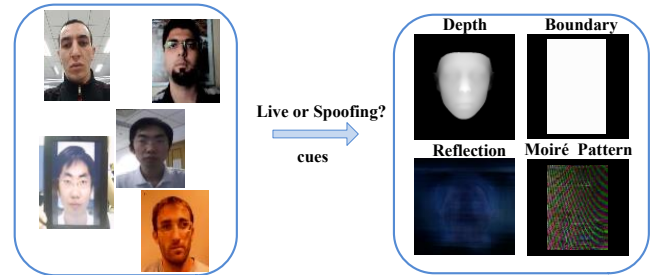 Depth
Boundary
Live or Spoofing?
cues
Reflection
Moiré Pattern